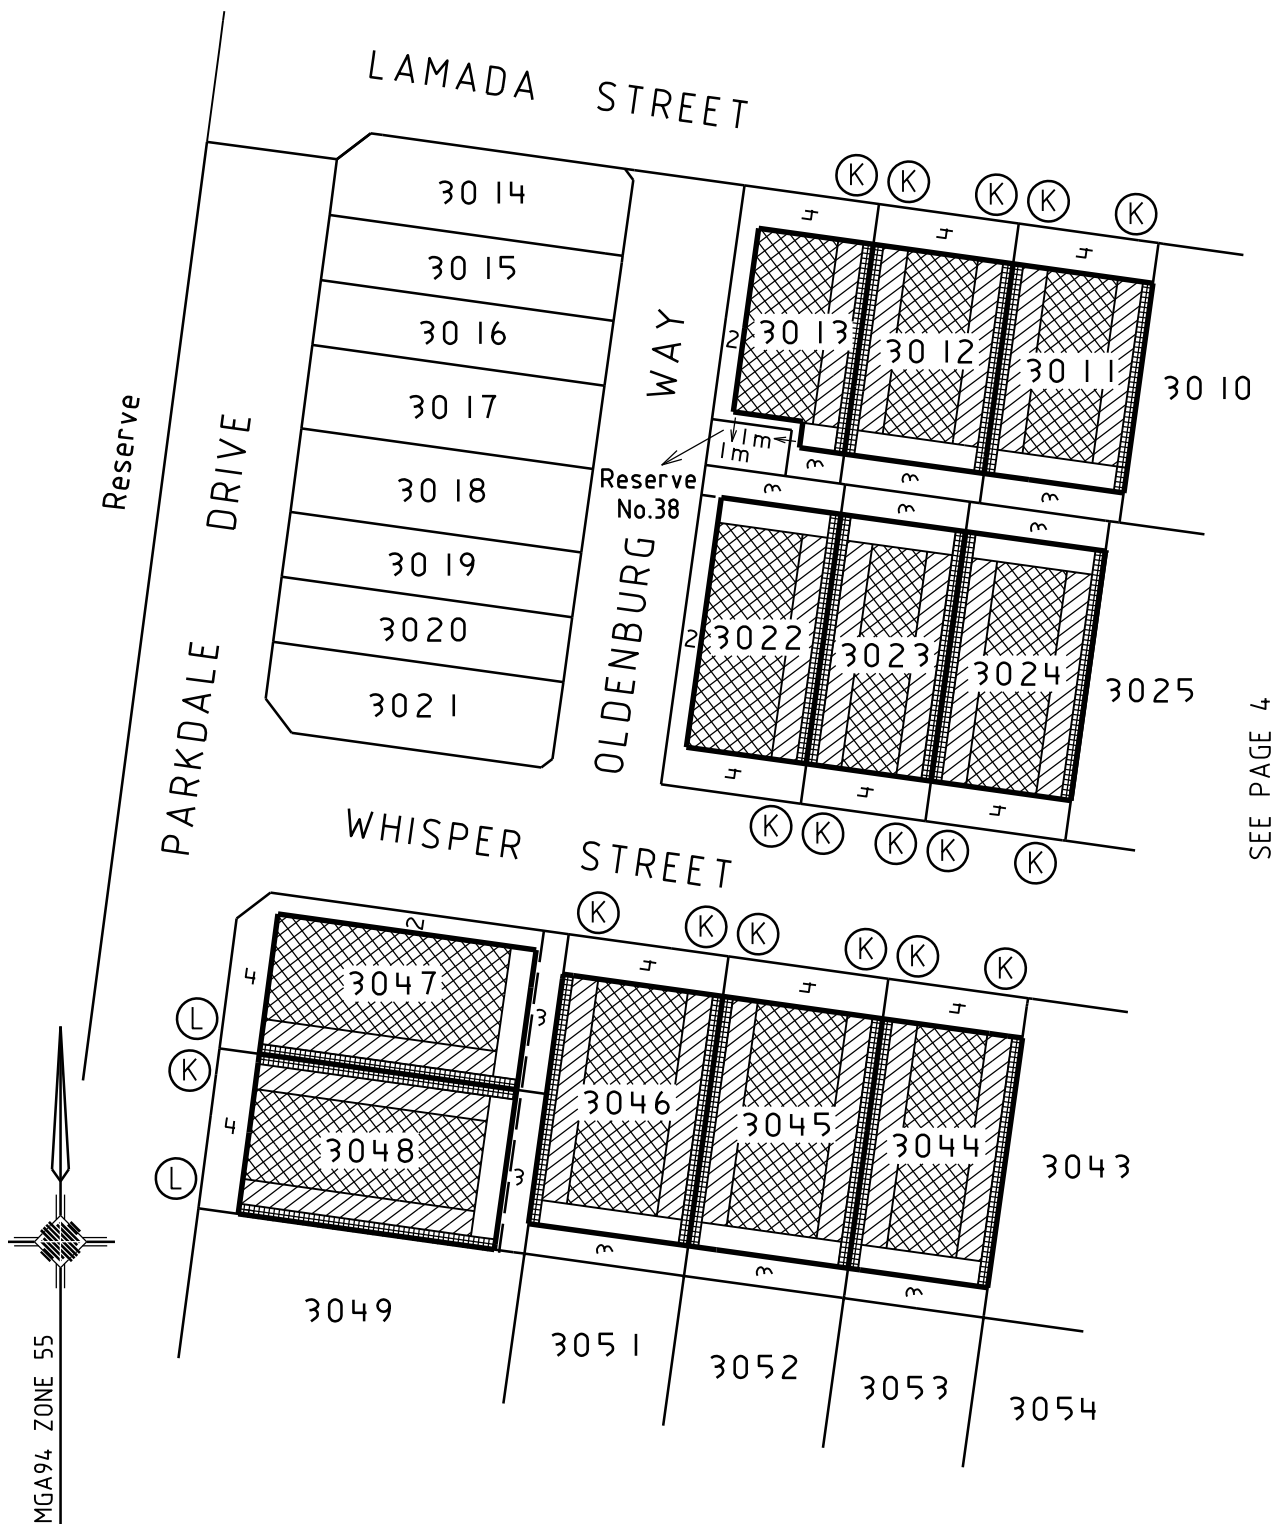 LAMADA STREET
K K K K K
3014
4 4 4
3015
3016
2 3013 3012 3011 3010
WAY
3017
Reserve
DRIVE
1m
1m
3 3 3
3018
Reserve
No.38
3 3 3
3019
3020
OLDENBURG
2 3022 3023 3024 3025
3021
PARKDALE
SEE PAGE 4
4 4 4
K K K K K
WHISPER STREET
K K K K K K
2
4 3047 3
4 4 4
L
K
3046 3045 3044 3043
4 3048 3
L
3 3 3
3049
3051
3052
3053
3054
MGA94 ZONE 55